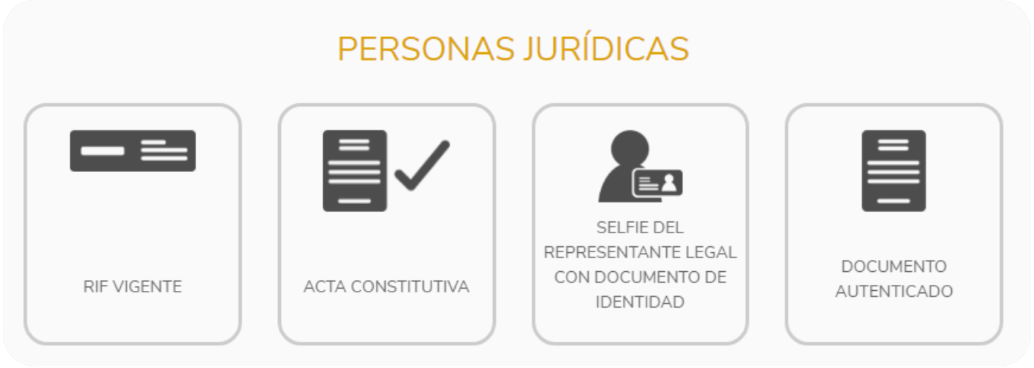 PERSONAS JURÍDICAS
RIF VIGENTE
ACTA CONSTITUTIVA
SELFIE DEL
REPRESENTANTE LEGAL
CON DOCUMENTO DE
IDENTIDAD
DOCUMENTO
AUTENTICADO